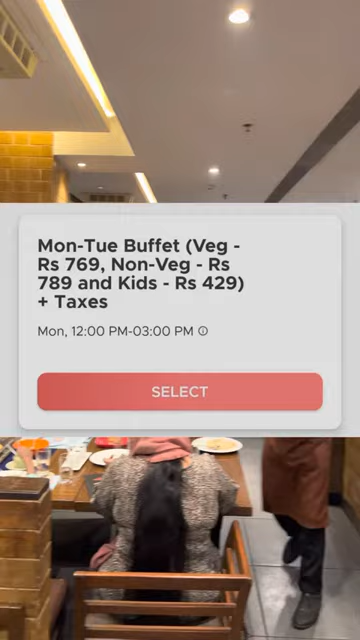 Mon-Tue Buffet (Veg -
Rs 769, Non-Veg - Rs
789 and Kids - Rs 429)
+ Taxes
Mon, 12:00 PM-03:00 PM
SELECT